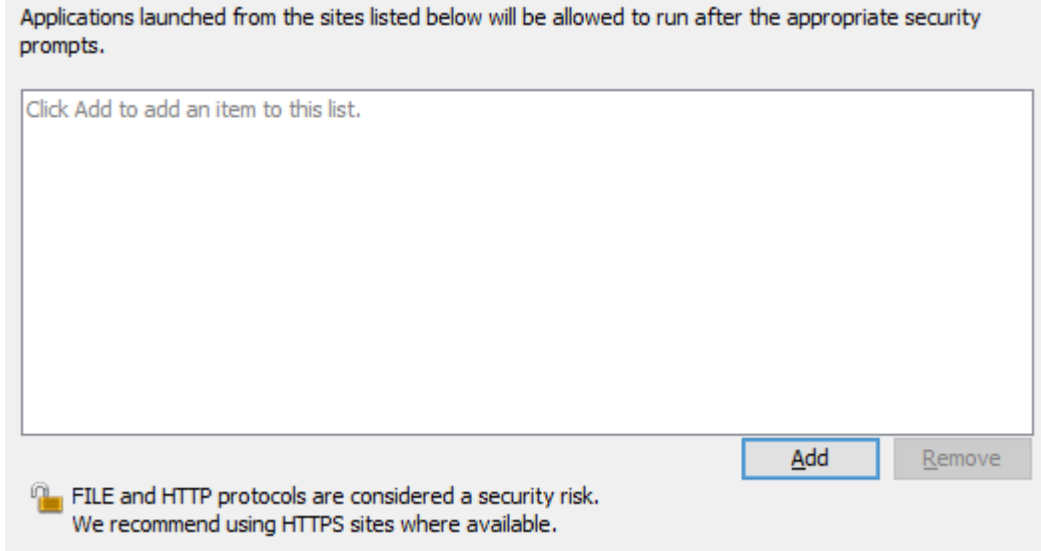 Applications launched from the sites listed below will be allowed to run after the appropriate security
prompts.
Click Add to add an item to this list.
Add
Remove
FILE and HTTP protocols are considered a security risk.
We recommend using HTTPS sites where available.